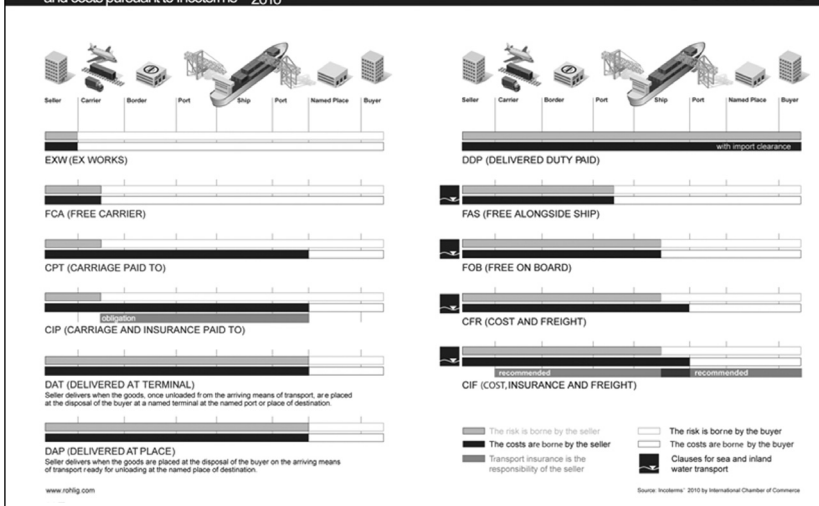 and costs pursuant to Incoterms® 2010
Seller Carrier Border Port Ship Port Named Place Buyer
EXW (EX WORKS)
FCA (FREE CARRIER)
CPT (CARRIAGE PAID TO)
obligation
CIP (CARRIAGE AND INSURANCE PAID TO)
DAT (DELIVERED AT TERMINAL)
Seller delivers when the goods, once unloaded from the arriving means of transport, are placed
at the disposal of the buyer at a named terminal at the named port or place of destination.
DAP (DELIVERED AT PLACE)
Seller delivers when the goods are placed at the disposal of the buyer on the arriving means
of transport ready for unloading at the named place of destination.
www.rohlig.com
Seller Carrier Border Port Ship Port Named Place Buyer
with import clearance
DDP (DELIVERED DUTY PAID)
FAS (FREE ALONGSIDE SHIP)
FOB (FREE ON BOARD)
CFR (COST AND FREIGHT)
recommended recommended
CIF (COST, INSURANCE AND FREIGHT)
The risk is borne by the seller
The costs are borne by the seller
Transport insurance is the
responsibility of the seller
The risk is borne by the buyer
The costs are borne by the buyer
Clauses for sea and inland
water transport
Source: Incoterms® 2010 by International Chamber of Commerce